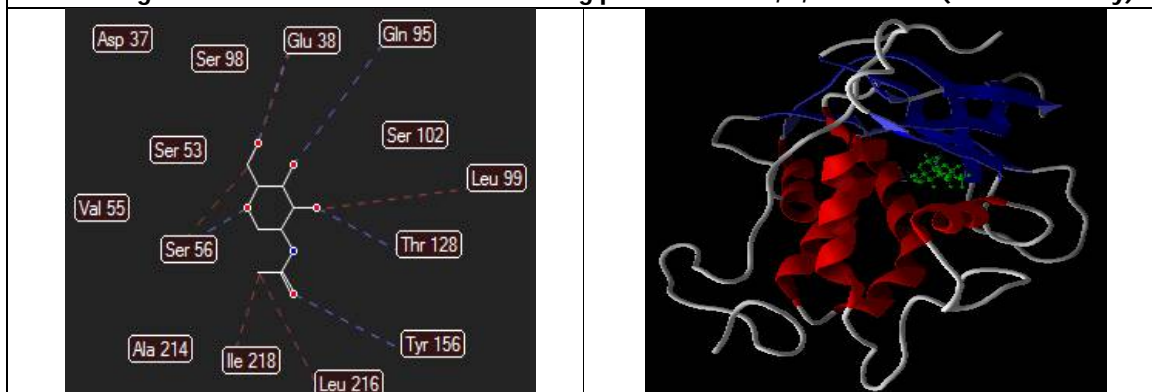 Asp 37
Ser 98
Glu 38
Gln 95
Ser 102
Ser 53
Leu 99
Val 55
Ser 56
Thr 128
Ala 214
Ile 218
Tyr 156
Leu 216